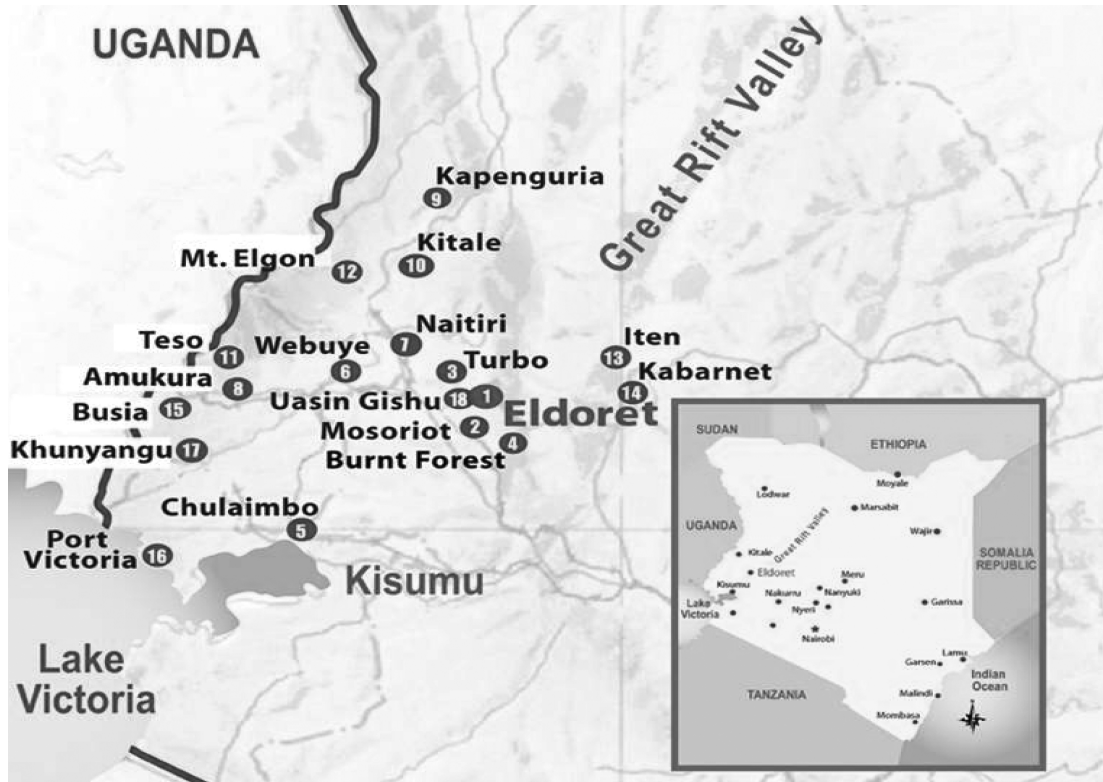 UGANDA
Great Rift Valley
Kapenguria
9
Kitale
10
Mt. Elgon
12
Naitiri
7
Teso
11
Webuye
6
Turbo
3
Iten
13
Amukura
8
Kabarnet
14
Uasin Gishu
18
1
Eldoret
Busia
15
Mosoriot
2
Burnt Forest
4
Khunyangu
17
Chulaimbo
5
Port
Victoria
16
Kisumu
Lake
Victoria
SUDAN
ETHIOPIA
Moyale
Lodwar
Marsabit
UGANDA
Great Rift Valley
Wajir
SOMALIA
REPUBLIC
Kitale
Eldoret
Meru
Kisumu
Nakurru
Nanyuki
Nyeri
Garissa
Lake
Victoria
Nairobi
Lamu
Garsen
Indian
Ocean
TANZANIA
Malindi
Mombasa